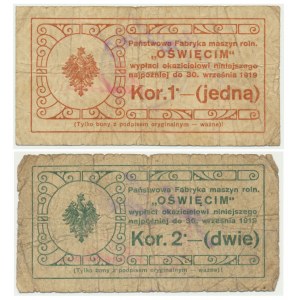 Państwowa Fabryka maszyn roln.
„OŚWIĘCIM"
wypłaci okazicielowi niniejszego
najpóźniej do 30. września 1919
Kor. 1·— (jedną)
(Tylko bony z podpisem oryginalnym — ważne)
Państwowa Fabryka maszyn roln.
„OŚWIĘCIM"
wypłaci okazicielowi niniejszego
najpóźniej do 30. września 1919
Kor. 2·— (dwie)
(Tylko bony z podpisem oryginalnym — ważne)